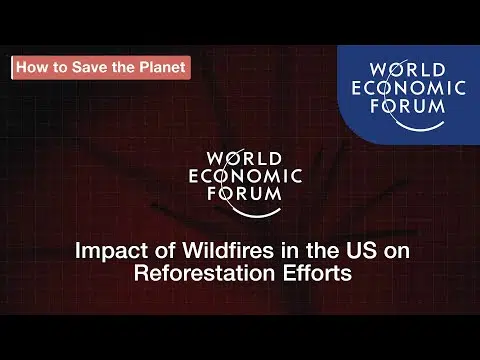 How to Save the Planet
WORLD
ECONOMIC
FORUM
WORLD
ECONOMIC
FORUM
Impact of Wildfires in the US on
Reforestation Efforts